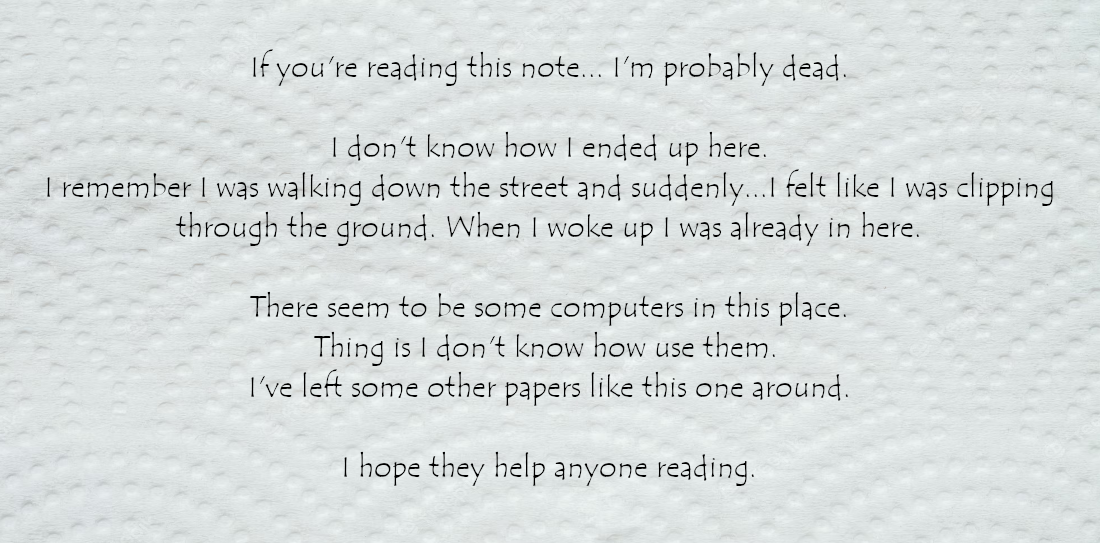 If you're reading this note... I'm probably dead.
I don't know how I ended up here.
I remember I was walking down the street and suddenly...I felt like I was clipping
through the ground. When I woke up I was already in here.
There seem to be some computers in this place.
Thing is I don't know how use them.
I've left some other papers like this one around.
I hope they help anyone reading.